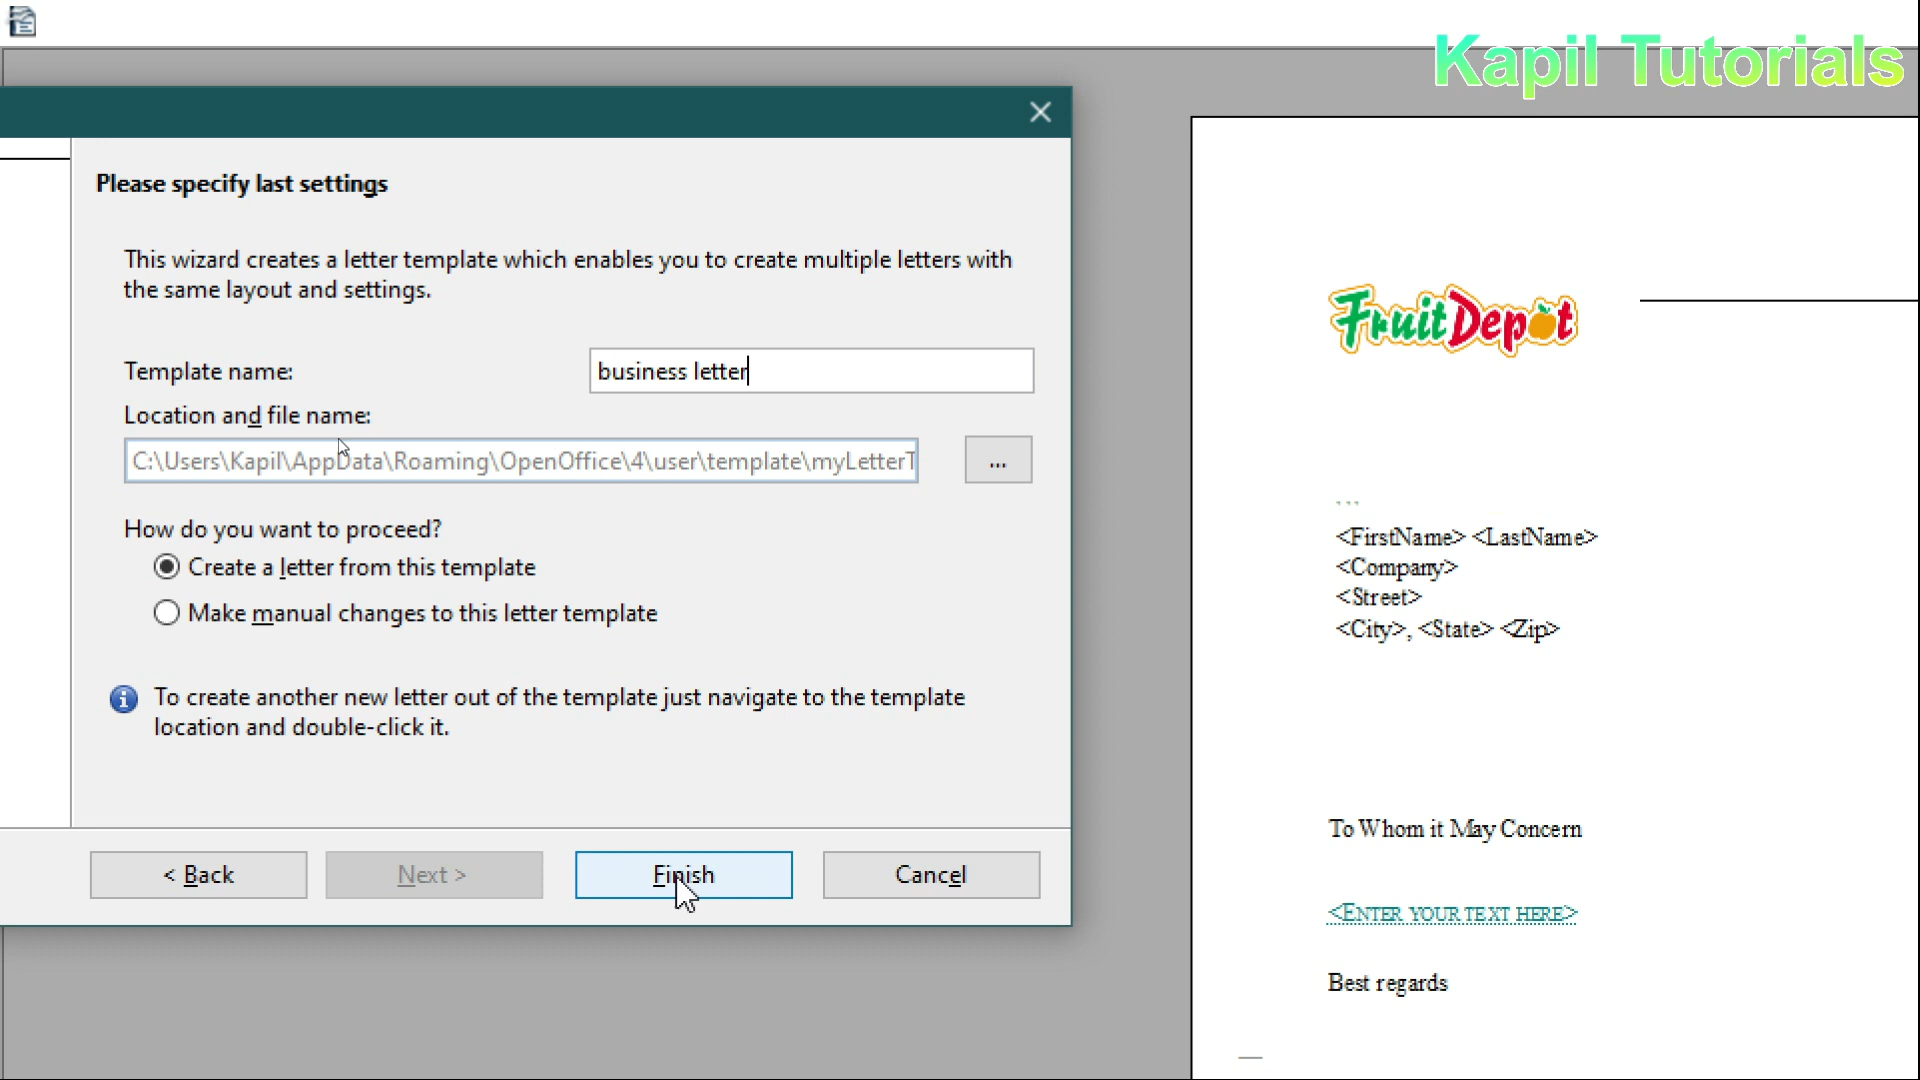 Kapil Tutorials
Please specify last settings
This wizard creates a letter template which enables you to create multiple letters with
the same layout and settings.
Template name:
business letter
Location and file name:
C:\Users\Kapil\AppData\Roaming\OpenOffice\4\user\template\myLetterT
...
How do you want to proceed?
Create a letter from this template
Make manual changes to this letter template
To create another new letter out of the template just navigate to the template
location and double-click it.
< Back
Next >
Finish
Cancel
FruitDepot
<FirstName> <LastName>
<Company>
<Street>
<City>, <State> <Zip>
To Whom it May Concern
<ENTER YOUR TEXT HERE>
Best regards